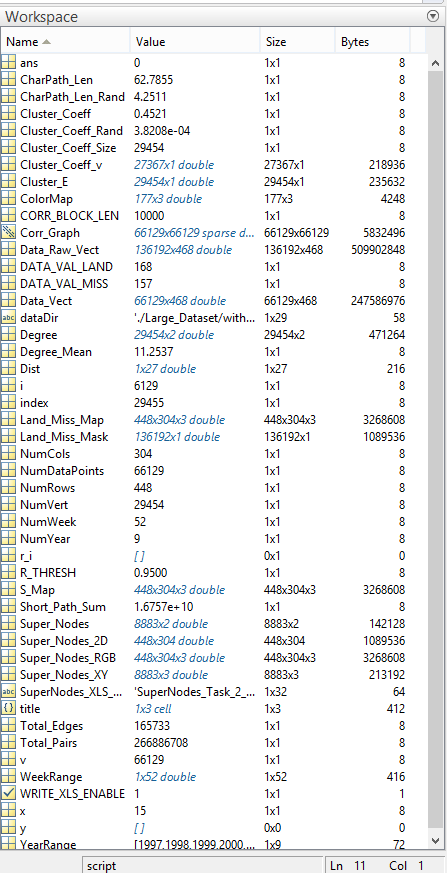 Workspace
Name Value Size Bytes
ans 0 1x1 8
CharPath_Len 62.7855 1x1 8
CharPath_Len_Rand 4.2511 1x1 8
Cluster_Coeff 0.4521 1x1 8
Cluster_Coeff_Rand 3.8208e-04 1x1 8
Cluster_Coeff_Size 29454 1x1 8
Cluster_Coeff_v 27367x1 double 27367x1 218936
Cluster_E 29454x1 double 29454x1 235632
ColorMap 177x3 double 177x3 4248
CORR_BLOCK_LEN 10000 1x1 8
Corr_Graph 66129x66129 sparse d... 66129x66129 5832496
Data_Raw_Vect 136192x468 double 136192x468 509902848
DATA_VAL_LAND 168 1x1 8
DATA_VAL_MISS 157 1x1 8
Data_Vect 66129x468 double 66129x468 247586976
abc dataDir './Large_Dataset/with... 1x29 58
Degree 29454x2 double 29454x2 471264
Degree_Mean 11.2537 1x1 8
Dist 1x27 double 1x27 216
i 6129 1x1 8
index 29455 1x1 8
Land_Miss_Map 448x304x3 double 448x304x3 3268608
Land_Miss_Mask 136192x1 double 136192x1 1089536
NumCols 304 1x1 8
NumDataPoints 66129 1x1 8
NumRows 448 1x1 8
NumVert 29454 1x1 8
NumWeek 52 1x1 8
NumYear 9 1x1 8
r_i [ ] 0x1 0
R_THRESH 0.9500 1x1 8
S_Map 448x304x3 double 448x304x3 3268608
Short_Path_Sum 1.6757e+10 1x1 8
Super_Nodes 8883x2 double 8883x2 142128
Super_Nodes_2D 448x304 double 448x304 1089536
Super_Nodes_RGB 448x304x3 double 448x304x3 3268608
Super_Nodes_XY 8883x3 double 8883x3 213192
abc SuperNodes_XLS_... 'SuperNodes_Task_2_... 1x32 64
{} title 1x3 cell 1x3 412
Total_Edges 165733 1x1 8
Total_Pairs 266886708 1x1 8
v 66129 1x1 8
WeekRange 1x52 double 1x52 416
WRITE_XLS_ENABLE 1 1x1 1
x 15 1x1 8
y [ ] 0x0 0
YearRange [1997,1998,1999,2000,... 1x9 72
script Ln 11 Col 1